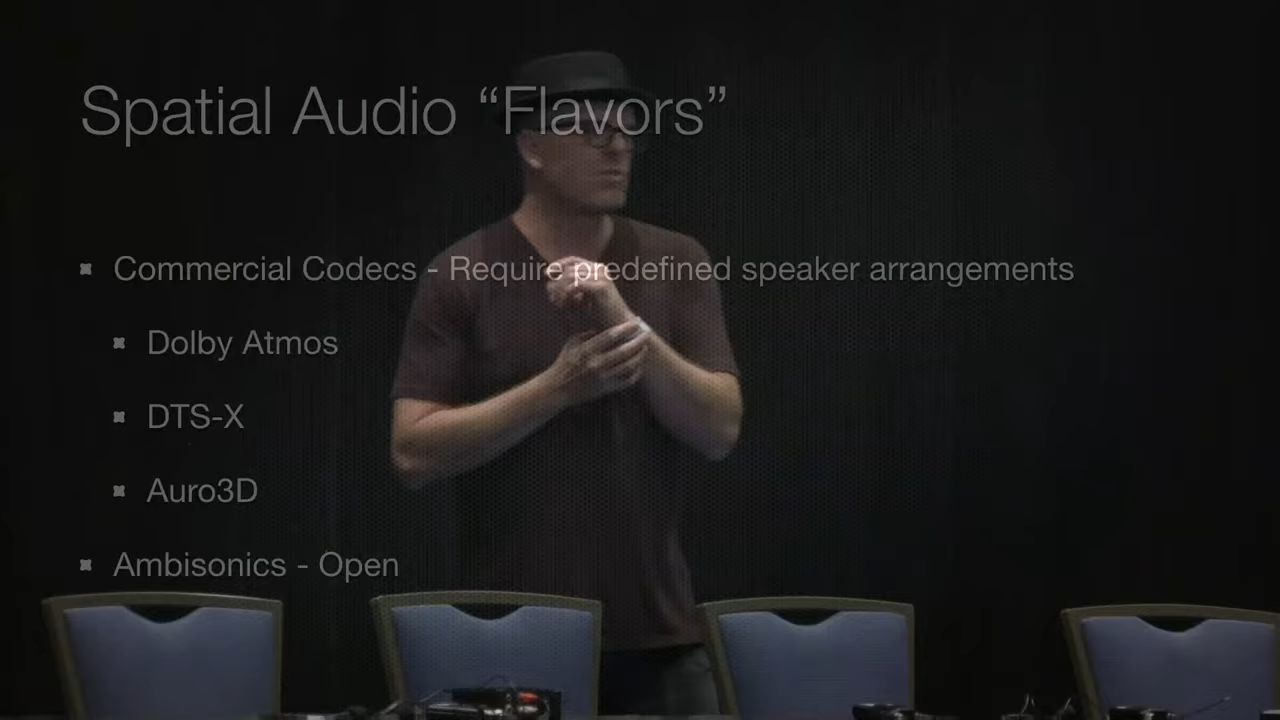 Spatial Audio “Flavors”
Commercial Codecs - Require predefined speaker arrangements
Dolby Atmos
DTS-X
Auro3D
Ambisonics - Open